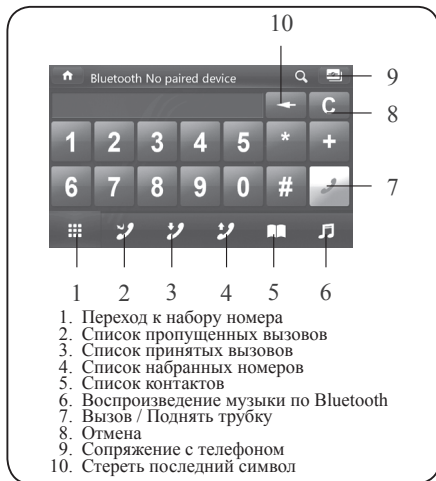 10
Bluetooth No paired device
9
C
8
1 2 3 4 5 * +
6 7 8 9 0 #
7
1 2 3 4 5 6
1. Переход к набору номера
2. Список пропущенных вызовов
3. Список принятых вызовов
4. Список набранных номеров
5. Список контактов
6. Воспроизведение музыки по Bluetooth
7. Вызов / Поднять трубку
8. Отмена
9. Сопряжение с телефоном
10. Стереть последний символ